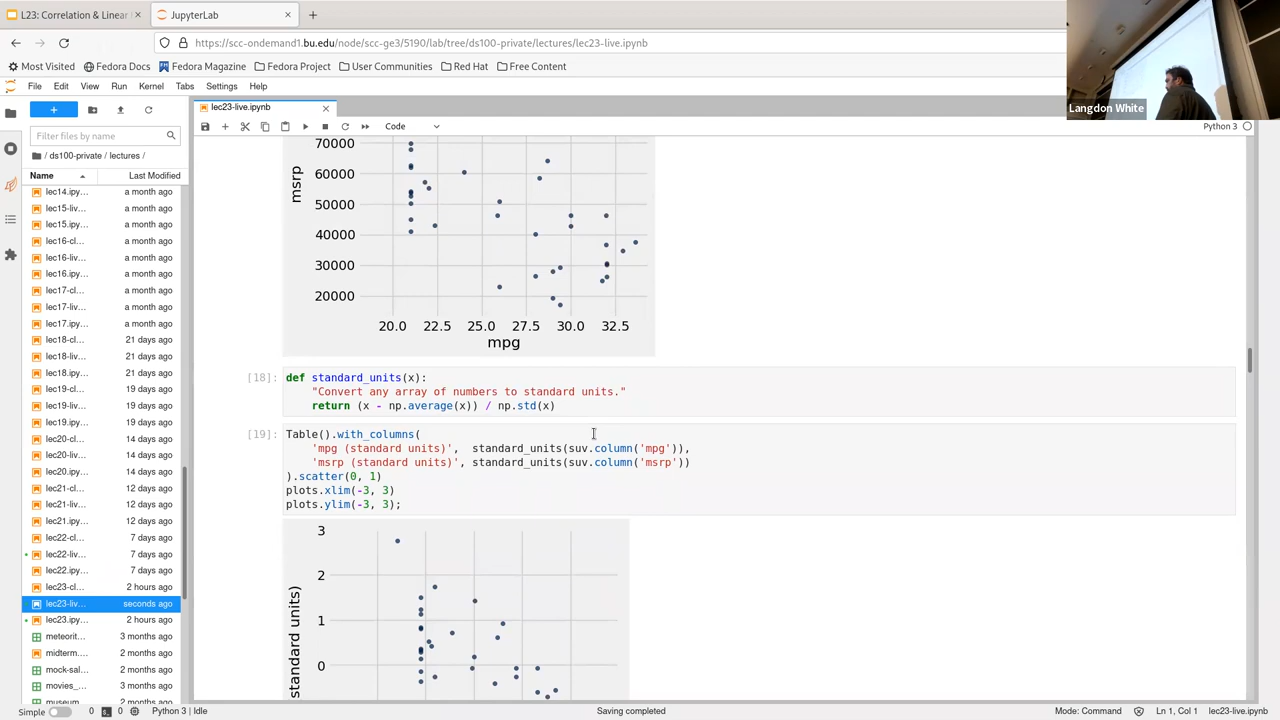 L23: Correlation & Linear
JupyterLab
https://scc-ondemand1.bu.edu/node/scc-ge3/5190/lab/tree/ds100-private/lectures/lec23-live.ipynb
Most Visited Fedora Docs Fedora Magazine Fedora Project User Communities Red Hat Free Content
Langdon White
File Edit View Run Kernel Tabs Settings Help
lec23-live.ipynb
Code
Python 3
Filter files by name
/ ds100-private / lectures /
Name Last Modified
lec14.ipy... a month ago
lec15-liv... a month ago
lec15.ipy... a month ago
lec16-cl... a month ago
lec16-liv... a month ago
lec16.ipy... a month ago
lec17-cl... a month ago
lec17-liv... a month ago
lec17.ipy... a month ago
lec18-cl... 21 days ago
lec18-liv... 21 days ago
lec18.ipy... 21 days ago
lec19-cl... 19 days ago
lec19-liv... 19 days ago
lec19.ipy... 19 days ago
lec20-cl... 14 days ago
lec20-liv... 14 days ago
lec20.ipy... 14 days ago
lec21-cl... 12 days ago
lec21-liv... 12 days ago
lec21.ipy... 12 days ago
lec22-cl... 7 days ago
lec22-liv... 7 days ago
lec22.ipy... 7 days ago
lec23-cl... 2 hours ago
lec23-liv... seconds ago
lec23.ipy... 2 hours ago
meteorit... 3 months ago
midterm.... 2 months ago
mock-sal... 2 months ago
movies_... 3 months ago
museum... 2 months ago
msrp
70000
60000
50000
40000
30000
20000
20.0 22.5 25.0 27.5 30.0 32.5
mpg
[18]:
def standard_units(x):
"Convert any array of numbers to standard units."
return (x - np.average(x)) / np.std(x)
[19]:
Table().with_columns(
'mpg (standard units)', standard_units(suv.column('mpg')),
'msrp (standard units)', standard_units(suv.column('msrp'))
).scatter(0, 1)
plots.xlim(-3, 3)
plots.ylim(-3, 3);
3
2
1
0
standard units)
Simple 0 0 Python 3 | Idle
Saving completed
Mode: Command Ln 1, Col 1 lec23-live.ipynb